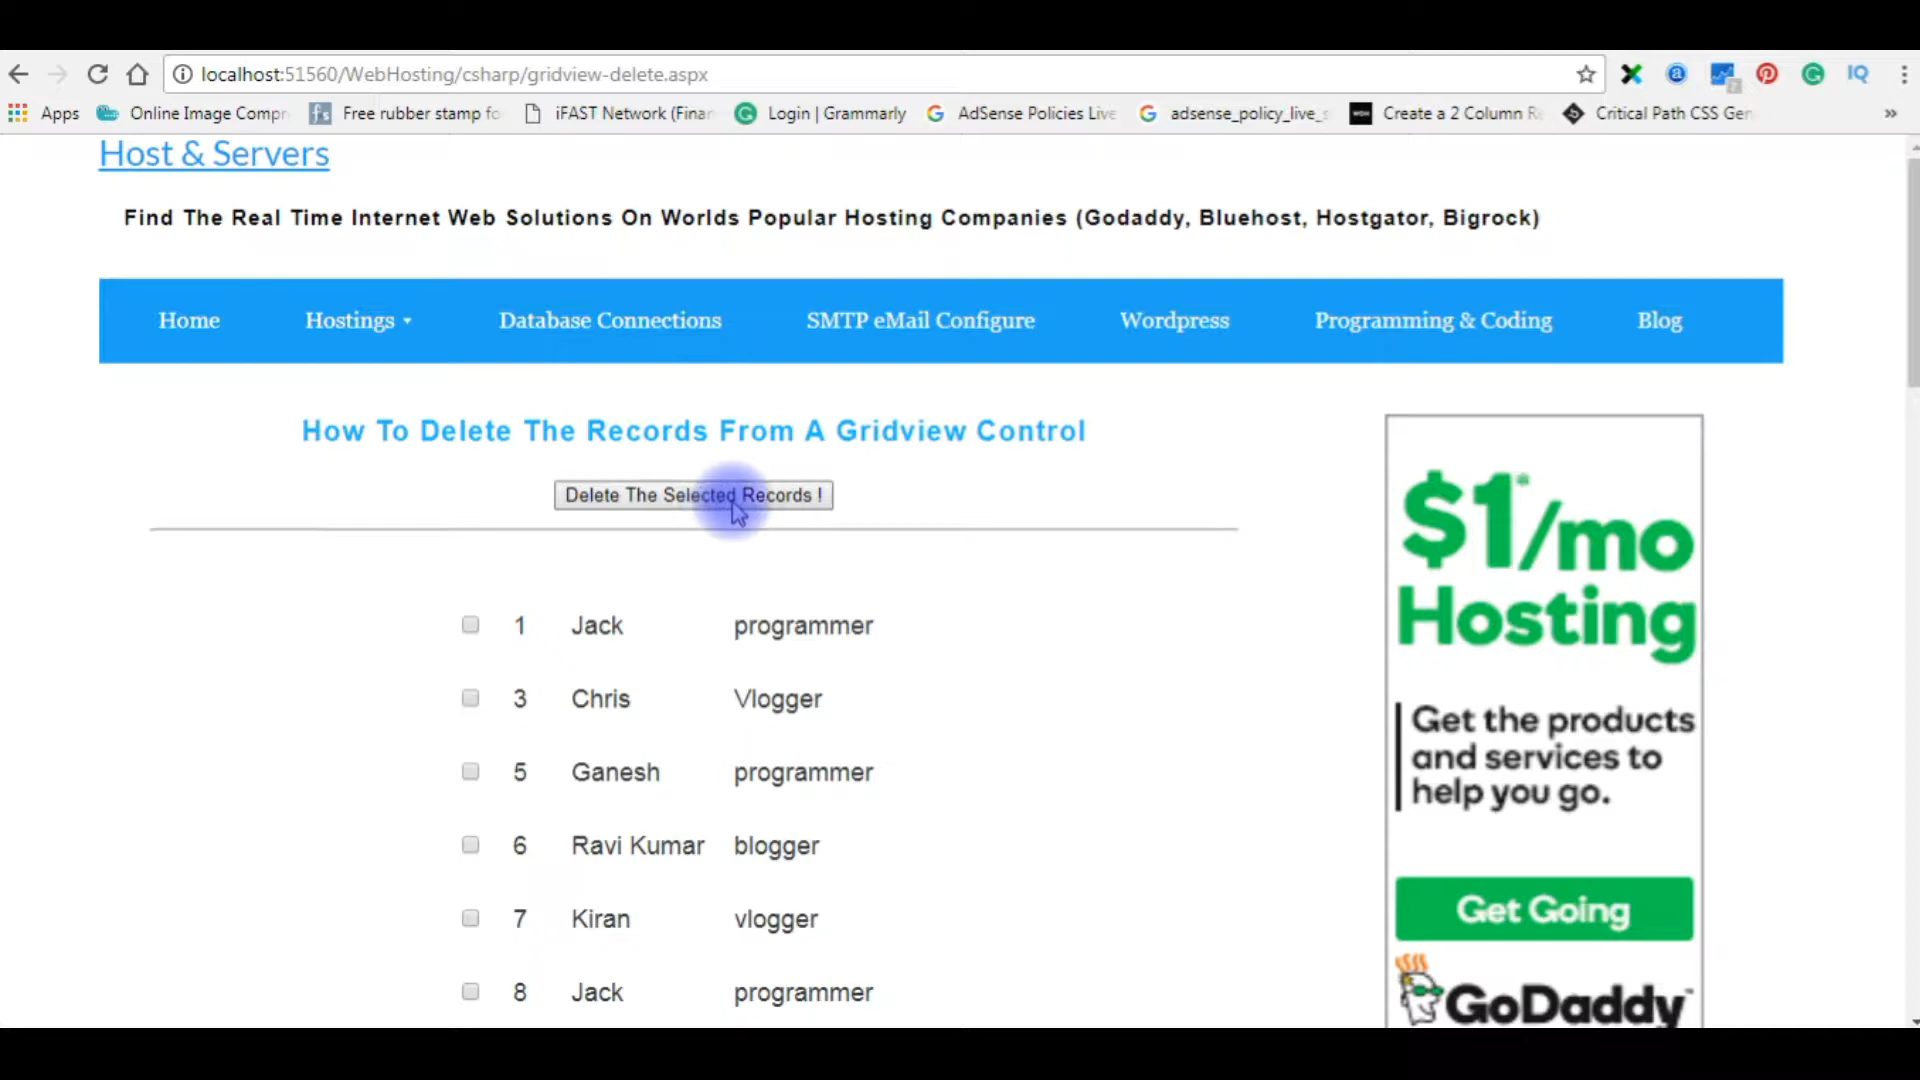 localhost:51560/WebHosting/csharp/gridview-delete.aspx
Apps Online Image Compr Free rubber stamp fo iFAST Network (Finar Login | Grammarly AdSense Policies Live adsense_policy_live_s Create a 2 Column R Critical Path CSS Gen »
Host & Servers
Find The Real Time Internet Web Solutions On Worlds Popular Hosting Companies (Godaddy, Bluehost, Hostgator, Bigrock)
Home Hostings Database Connections SMTP eMail Configure Wordpress Programming & Coding Blog
How To Delete The Records From A Gridview Control
Delete The Selected Records !
1 Jack programmer
3 Chris Vlogger
5 Ganesh programmer
6 Ravi Kumar blogger
7 Kiran vlogger
8 Jack programmer
$1*/mo
Hosting
Get the products
and services to
help you go.
Get Going
GoDaddy™